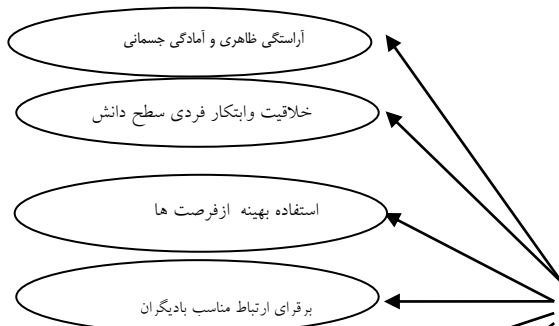 آراستگی ظاهری و آمادگی جسمانی
خلاقیت وابتکار فردی سطح دانش
استفاده بهینه ازفرصت ها
برقرای ارتباط مناسب بادیگران